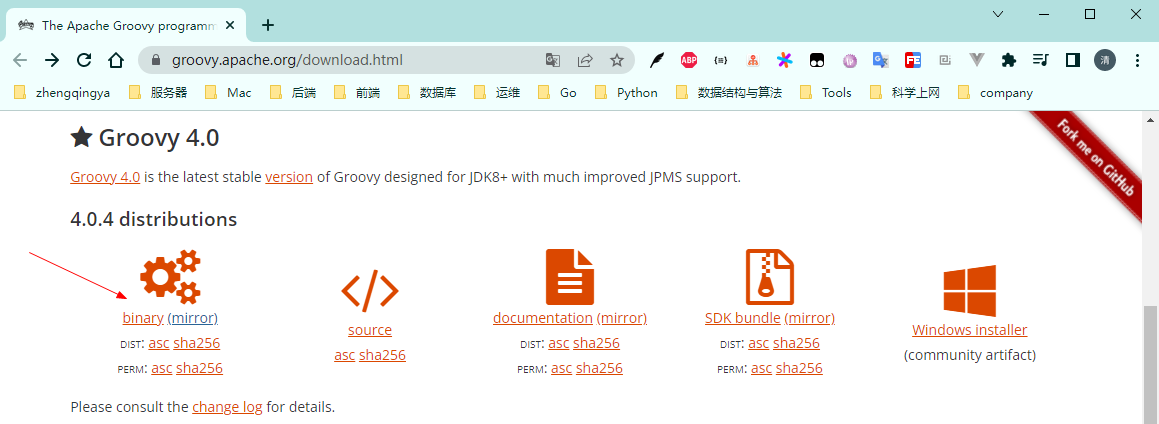 The Apache Groovy programm
groovy.apache.org/download.html
ABP
FE
清
zhengqingya 服务器 Mac 后端 前端 数据库 运维 Go Python 数据结构与算法 Tools 科学上网 company
Fork me on GitHub
Groovy 4.0
Groovy 4.0 is the latest stable version of Groovy designed for JDK8+ with much improved JPMS support.
4.0.4 distributions
binary (mirror)
DIST: asc sha256
PERM: asc sha256
source
asc sha256
documentation (mirror)
DIST: asc sha256
PERM: asc sha256
SDK bundle (mirror)
DIST: asc sha256
PERM: asc sha256
Windows installer
(community artifact)
Please consult the change log for details.